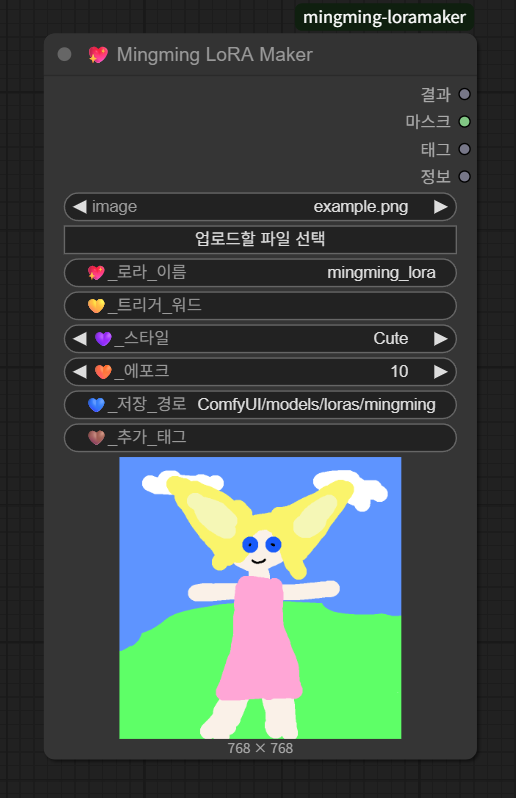 mingming-loramaker
💖 Mingming LoRA Maker
결과
마스크
태그
정보
image example.png
업로드할 파일 선택
💖_로라_이름 mingming_lora
💛_트리거_워드
💜_스타일 Cute
🧡_에포크 10
💙_저장_경로 ComfyUI/models/loras/mingming
🤎_추가_태그
768 × 768